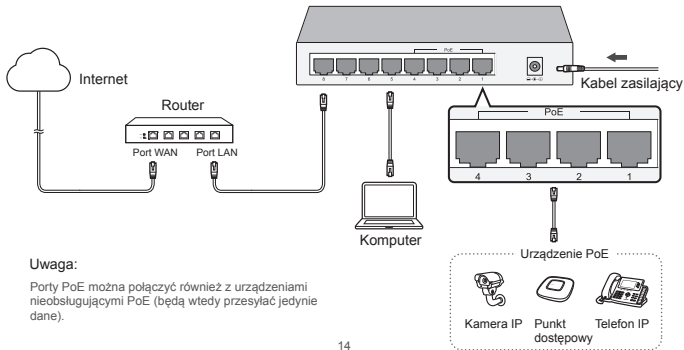 PoE
8 7 6 5 4 3 2 1
Kabel zasilający
Internet
Router
Port WAN Port LAN
PoE
4 3 2 1
Komputer
Urządzenie PoE
Kamera IP
Punkt
dostępowy
Telefon IP
Uwaga:
Porty PoE można połączyć również z urządzeniami
nieobsługującymi PoE (będą wtedy przesyłać jedynie
dane).
14